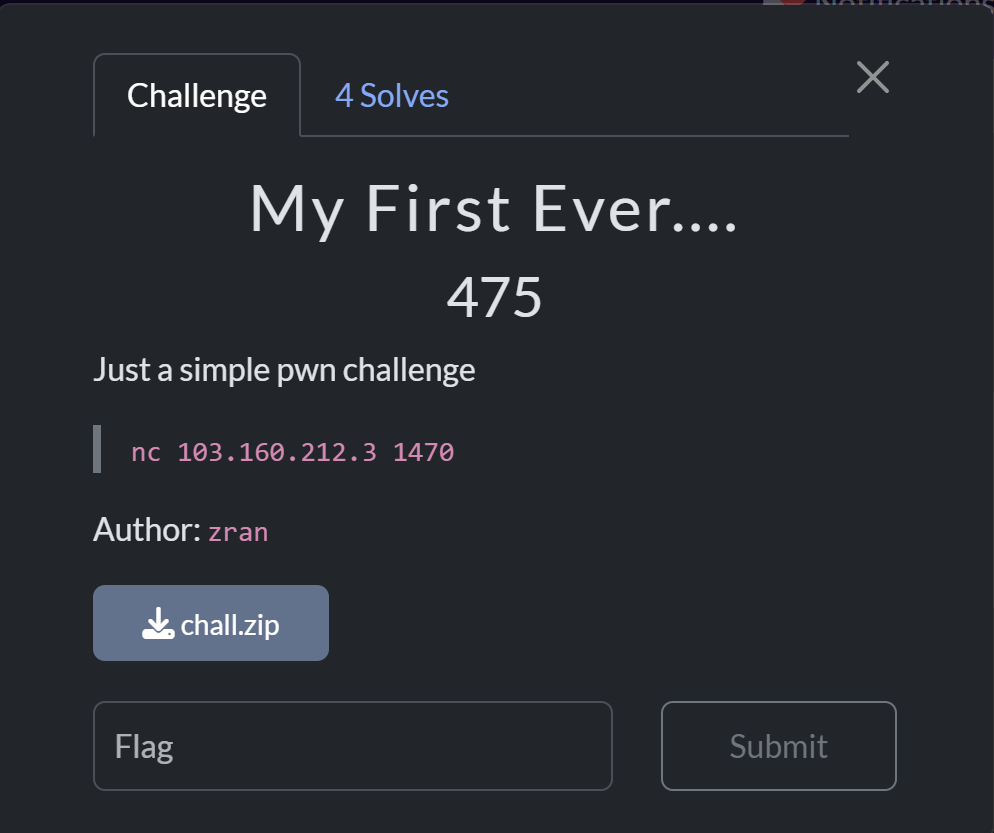 Notifications
Challenge
4 Solves
My First Ever....
475
Just a simple pwn challenge
nc 103.160.212.3 1470
Author: zran
chall.zip
Flag
Submit